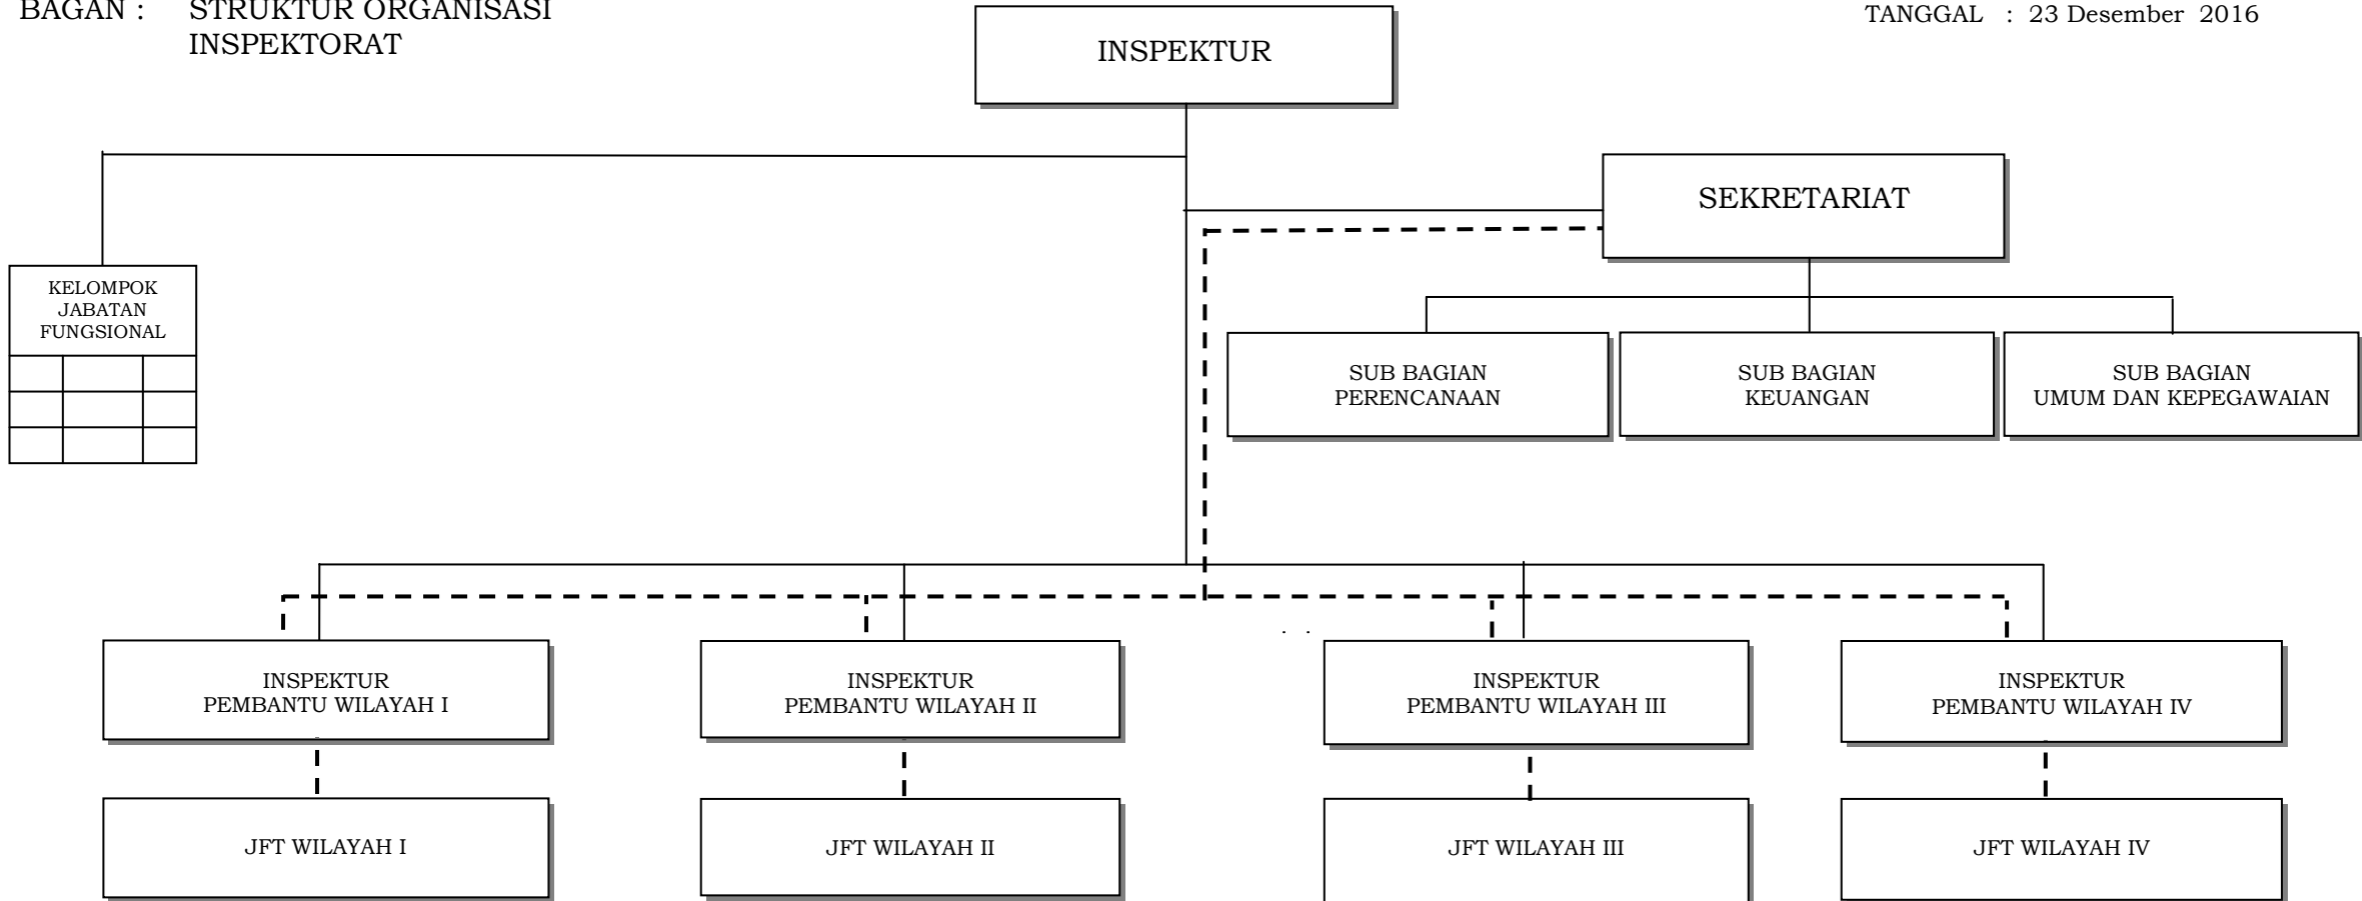 BAGAN : STRUKTUR ORGANISASI
INSPEKTORAT
TANGGAL : 23 Desember 2016
INSPEKTUR
SEKRETARIAT
KELOMPOK
JABATAN
FUNGSIONAL
SUB BAGIAN
PERENCANAAN
SUB BAGIAN
KEUANGAN
SUB BAGIAN
UMUM DAN KEPEGAWAIAN
INSPEKTUR
PEMBANTU WILAYAH I
INSPEKTUR
PEMBANTU WILAYAH II
INSPEKTUR
PEMBANTU WILAYAH III
INSPEKTUR
PEMBANTU WILAYAH IV
JFT WILAYAH I
JFT WILAYAH II
JFT WILAYAH III
JFT WILAYAH IV